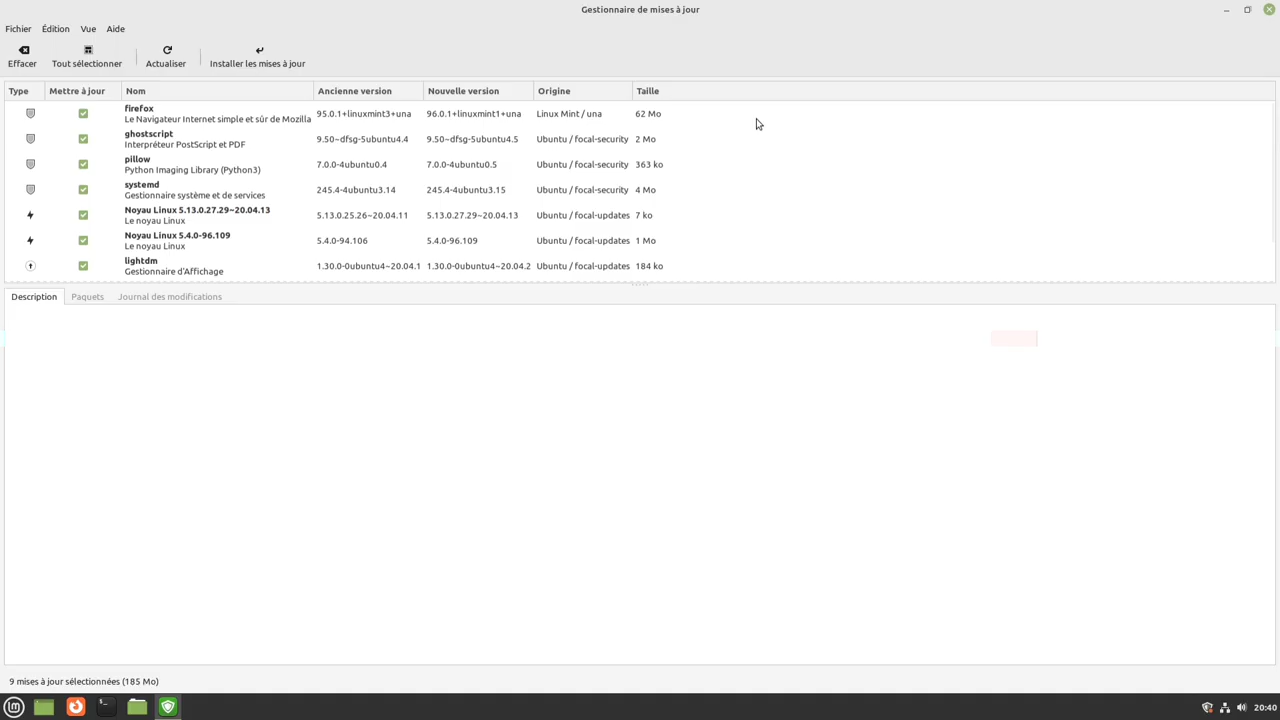 Gestionnaire de mises à jour
Fichier Édition Vue Aide
Effacer Tout sélectionner Actualiser Installer les mises à jour
Type Mettre à jour Nom Ancienne version Nouvelle version Origine Taille
firefox
Le Navigateur Internet simple et sûr de Mozilla 95.0.1+linuxmint3+una 96.0.1+linuxmint1+una Linux Mint / una 62 Mo
ghostscript
Interpréteur PostScript et PDF 9.50~dfsg-5ubuntu4.4 9.50~dfsg-5ubuntu4.5 Ubuntu / focal-security 2 Mo
pillow
Python Imaging Library (Python3) 7.0.0-4ubuntu0.4 7.0.0-4ubuntu0.5 Ubuntu / focal-security 363 ko
systemd
Gestionnaire système et de services 245.4-4ubuntu3.14 245.4-4ubuntu3.15 Ubuntu / focal-security 4 Mo
Noyau Linux 5.13.0.27.29~20.04.13
Le noyau Linux 5.13.0.25.26~20.04.11 5.13.0.27.29~20.04.13 Ubuntu / focal-updates 7 ko
Noyau Linux 5.4.0-96.109
Le noyau Linux 5.4.0-94.106 5.4.0-96.109 Ubuntu / focal-updates 1 Mo
lightdm
Gestionnaire d'Affichage 1.30.0-0ubuntu4~20.04.1 1.30.0-0ubuntu4~20.04.2 Ubuntu / focal-updates 184 ko
Description Paquets Journal des modifications
9 mises à jour sélectionnées (185 Mo)
20:40